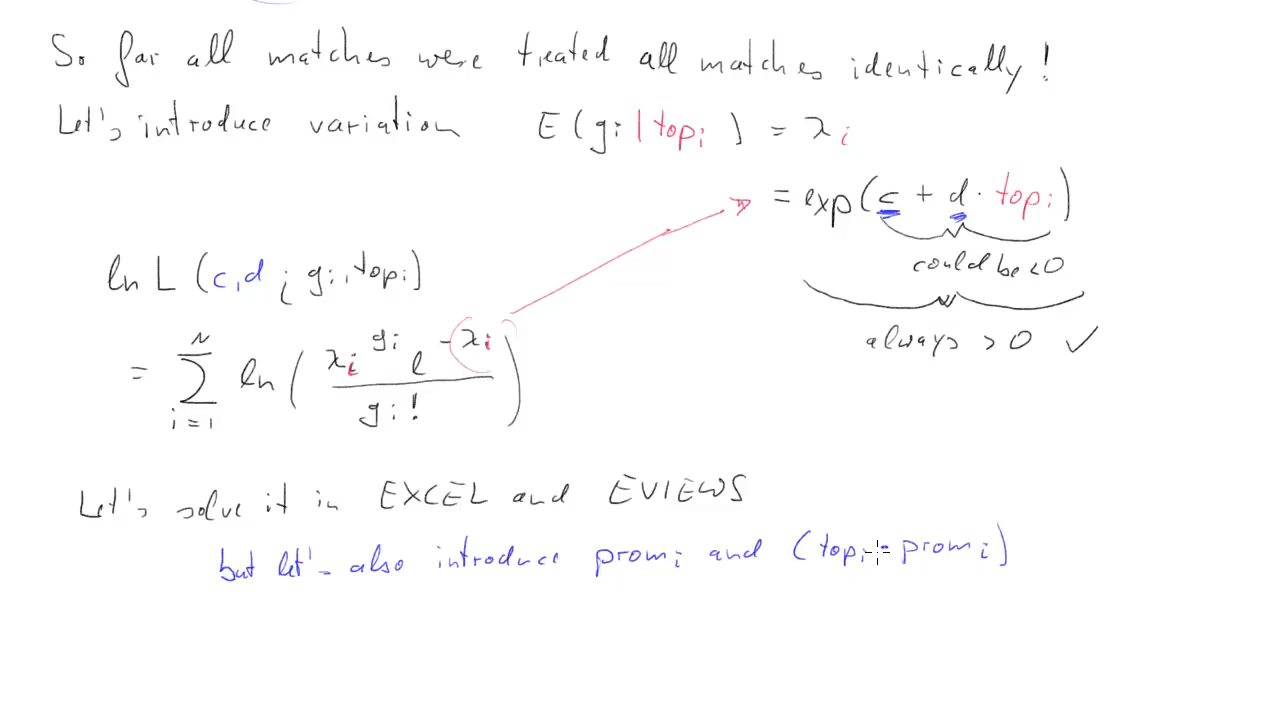 So far all matches were treated all matches identically!
Let's introduce variation E(gi | topi) = λi
= exp(c + d · topi)
could be <0
always > 0 ✓
ln L (c,d ; gi, topi)
= N Σ i=1 ln( λi^gi e^-λi / gi! )
Let's solve it in EXCEL and EVIEWS
but let's also introduce promi and (topi · promi)